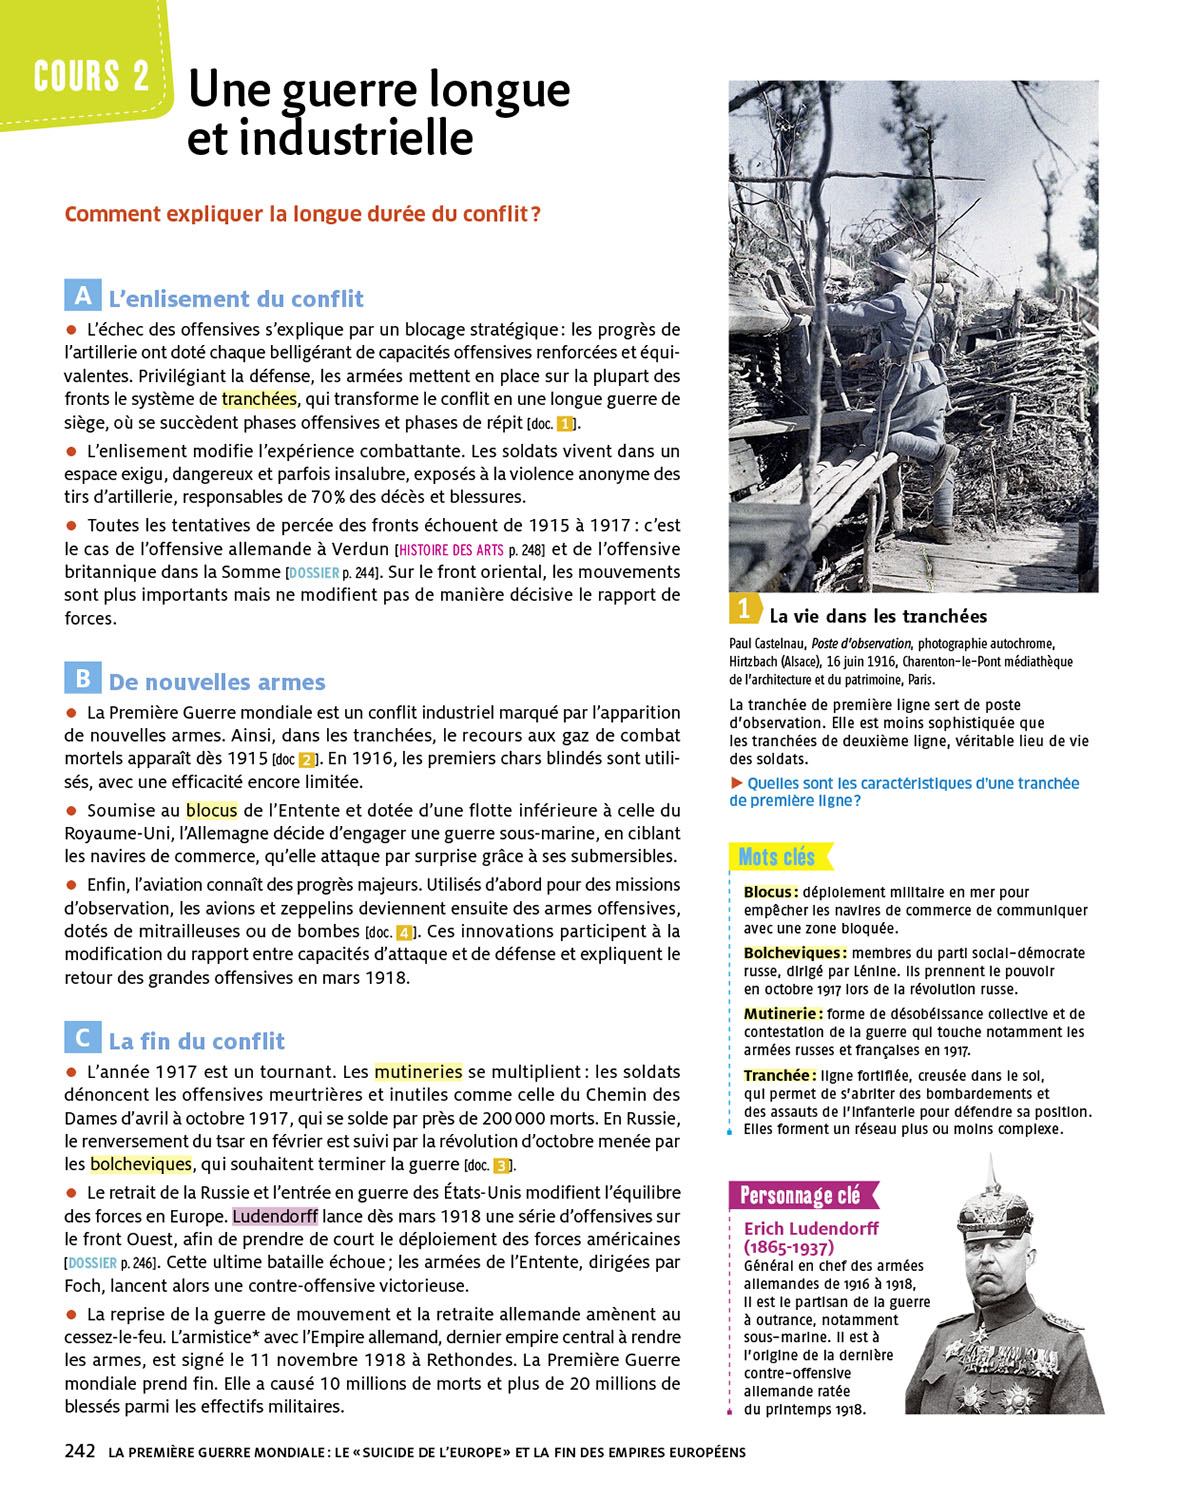 COURS 2
Une guerre longue
et industrielle
Comment expliquer la longue durée du conflit ?
A L’enlisement du conflit
• L’échec des offensives s’explique par un blocage stratégique : les progrès de
l’artillerie ont doté chaque belligérant de capacités offensives renforcées et équi-
valentes. Privilégiant la défense, les armées mettent en place sur la plupart des
fronts le système de tranchées, qui transforme le conflit en une longue guerre de
siège, où se succèdent phases offensives et phases de répit [doc. 1].
• L’enlisement modifie l’expérience combattante. Les soldats vivent dans un
espace exigu, dangereux et parfois insalubre, exposés à la violence anonyme des
tirs d’artillerie, responsables de 70 % des décès et blessures.
• Toutes les tentatives de percée des fronts échouent de 1915 à 1917 : c’est
le cas de l’offensive allemande à Verdun [HISTOIRE DES ARTS p. 248] et de l’offensive
britannique dans la Somme [DOSSIER p. 244]. Sur le front oriental, les mouvements
sont plus importants mais ne modifient pas de manière décisive le rapport de
forces.
B De nouvelles armes
• La Première Guerre mondiale est un conflit industriel marqué par l’apparition
de nouvelles armes. Ainsi, dans les tranchées, le recours aux gaz de combat
mortels apparaît dès 1915 [doc 2]. En 1916, les premiers chars blindés sont utili-
sés, avec une efficacité encore limitée.
• Soumise au blocus de l’Entente et dotée d’une flotte inférieure à celle du
Royaume-Uni, l’Allemagne décide d’engager une guerre sous-marine, en ciblant
les navires de commerce, qu’elle attaque par surprise grâce à ses submersibles.
• Enfin, l’aviation connaît des progrès majeurs. Utilisés d’abord pour des missions
d’observation, les avions et zeppelins deviennent ensuite des armes offensives,
dotés de mitrailleuses ou de bombes [doc. 4]. Ces innovations participent à la
modification du rapport entre capacités d’attaque et de défense et expliquent le
retour des grandes offensives en mars 1918.
C La fin du conflit
• L’année 1917 est un tournant. Les mutineries se multiplient : les soldats
dénoncent les offensives meurtrières et inutiles comme celle du Chemin des
Dames d’avril à octobre 1917, qui se solde par près de 200 000 morts. En Russie,
le renversement du tsar en février est suivi par la révolution d’octobre menée par
les bolcheviques, qui souhaitent terminer la guerre [doc. 3].
• Le retrait de la Russie et l’entrée en guerre des États-Unis modifient l’équilibre
des forces en Europe. Ludendorff lance dès mars 1918 une série d’offensives sur
le front Ouest, afin de prendre de court le déploiement des forces américaines
[DOSSIER p. 246]. Cette ultime bataille échoue ; les armées de l’Entente, dirigées par
Foch, lancent alors une contre-offensive victorieuse.
• La reprise de la guerre de mouvement et la retraite allemande amènent au
cessez-le-feu. L’armistice* avec l’Empire allemand, dernier empire central à rendre
les armes, est signé le 11 novembre 1918 à Rethondes. La Première Guerre
mondiale prend fin. Elle a causé 10 millions de morts et plus de 20 millions de
blessés parmi les effectifs militaires.
1 La vie dans les tranchées
Paul Castelnau, Poste d’observation, photographie autochrome,
Hirtzbach (Alsace), 16 juin 1916, Charenton-le-Pont médiathèque
de l’architecture et du patrimoine, Paris.
La tranchée de première ligne sert de poste
d’observation. Elle est moins sophistiquée que
les tranchées de deuxième ligne, véritable lieu de vie
des soldats.
► Quelles sont les caractéristiques d’une tranchée
de première ligne ?
Mots clés
Blocus : déploiement militaire en mer pour
empêcher les navires de commerce de communiquer
avec une zone bloquée.
Bolcheviques : membres du parti social-démocrate
russe, dirigé par Lénine. Ils prennent le pouvoir
en octobre 1917 lors de la révolution russe.
Mutinerie : forme de désobéissance collective et de
contestation de la guerre qui touche notamment les
armées russes et françaises en 1917.
Tranchée : ligne fortifiée, creusée dans le sol,
qui permet de s’abriter des bombardements et
des assauts de l’infanterie pour défendre sa position.
Elles forment un réseau plus ou moins complexe.
Personnage clé
Erich Ludendorff
(1865-1937)
Général en chef des armées
allemandes de 1916 à 1918,
il est le partisan de la guerre
à outrance, notamment
sous-marine. Il est à
l’origine de la dernière
contre-offensive
allemande ratée
du printemps 1918.
242 LA PREMIÈRE GUERRE MONDIALE : LE « SUICIDE DE L’EUROPE » ET LA FIN DES EMPIRES EUROPÉENS